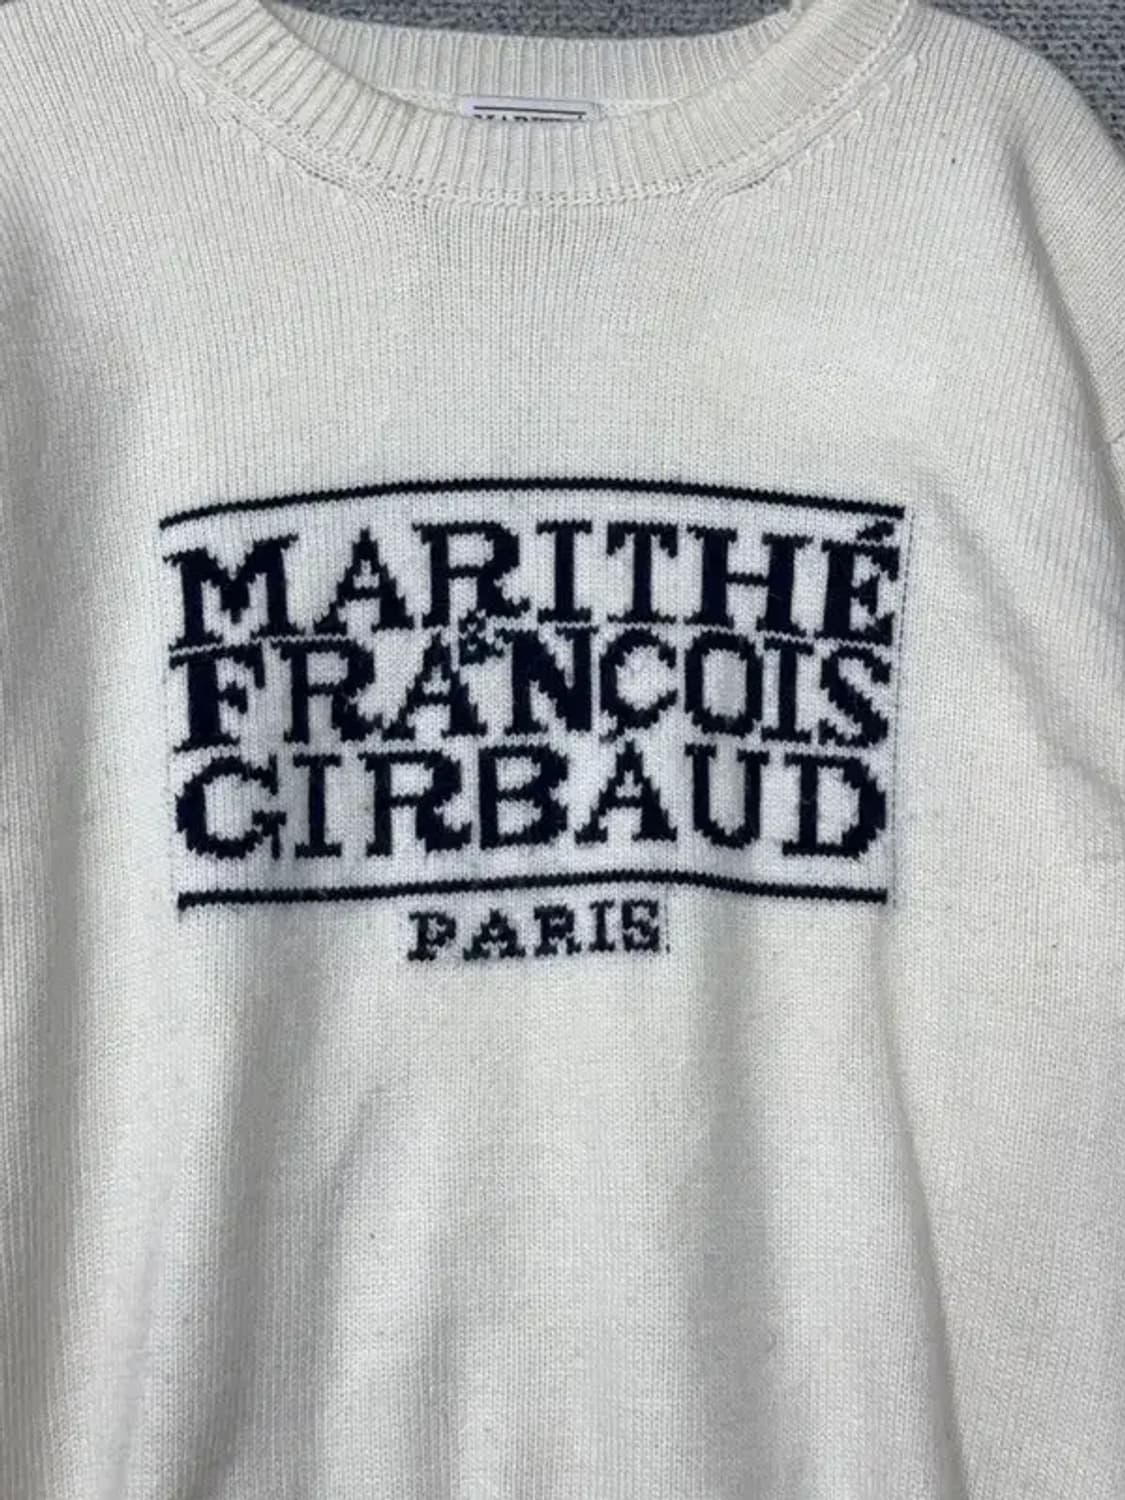 MARITHÉ
&
FRANÇOIS
GIRBAUD
PARIS